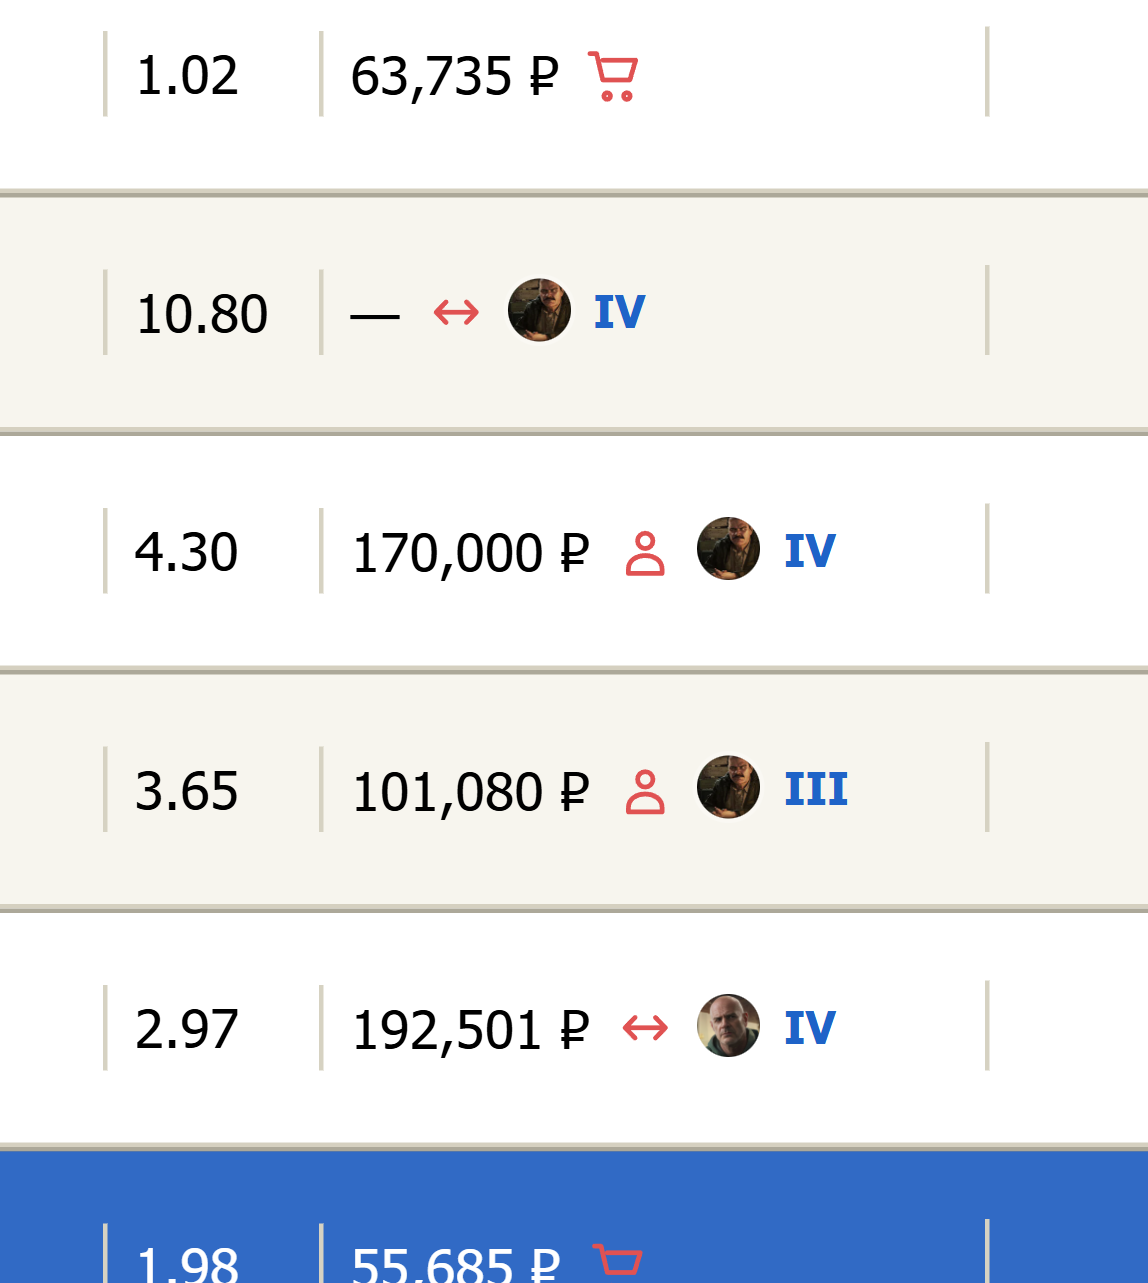 1.02 63,735 ₽
10.80 — IV
4.30 170,000 ₽ IV
3.65 101,080 ₽ III
2.97 192,501 ₽ IV
1.98 55,685 ₽